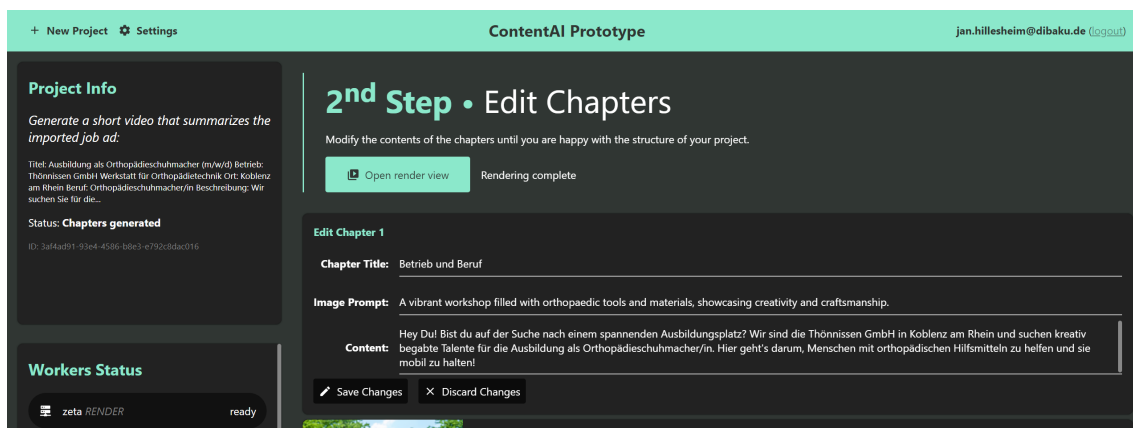 + New Project Settings
ContentAI Prototype
jan.hillesheim@dibaku.de (logout)
Project Info
Generate a short video that summarizes the
imported job ad:
Titel: Ausbildung als Orthopädieschuhmacher (m/w/d) Betrieb:
Thönnissen GmbH Werkstatt für Orthopädietechnik Ort: Koblenz
am Rhein Beruf: Orthopädieschuhmacher/in Beschreibung: Wir
suchen Sie für die...
Status: Chapters generated
ID: 3af4ad91-93e4-4586-b8e3-e792c8dac016
Workers Status
zeta RENDER ready
2nd Step • Edit Chapters
Modify the contents of the chapters until you are happy with the structure of your project.
Open render view Rendering complete
Edit Chapter 1
Chapter Title: Betrieb und Beruf
Image Prompt: A vibrant workshop filled with orthopaedic tools and materials, showcasing creativity and craftsmanship.
Content: Hey Du! Bist du auf der Suche nach einem spannenden Ausbildungsplatz? Wir sind die Thönnissen GmbH in Koblenz am Rhein und suchen kreativ
begabte Talente für die Ausbildung als Orthopädieschuhmacher/in. Hier geht's darum, Menschen mit orthopädischen Hilfsmitteln zu helfen und sie
mobil zu halten!
Save Changes Discard Changes